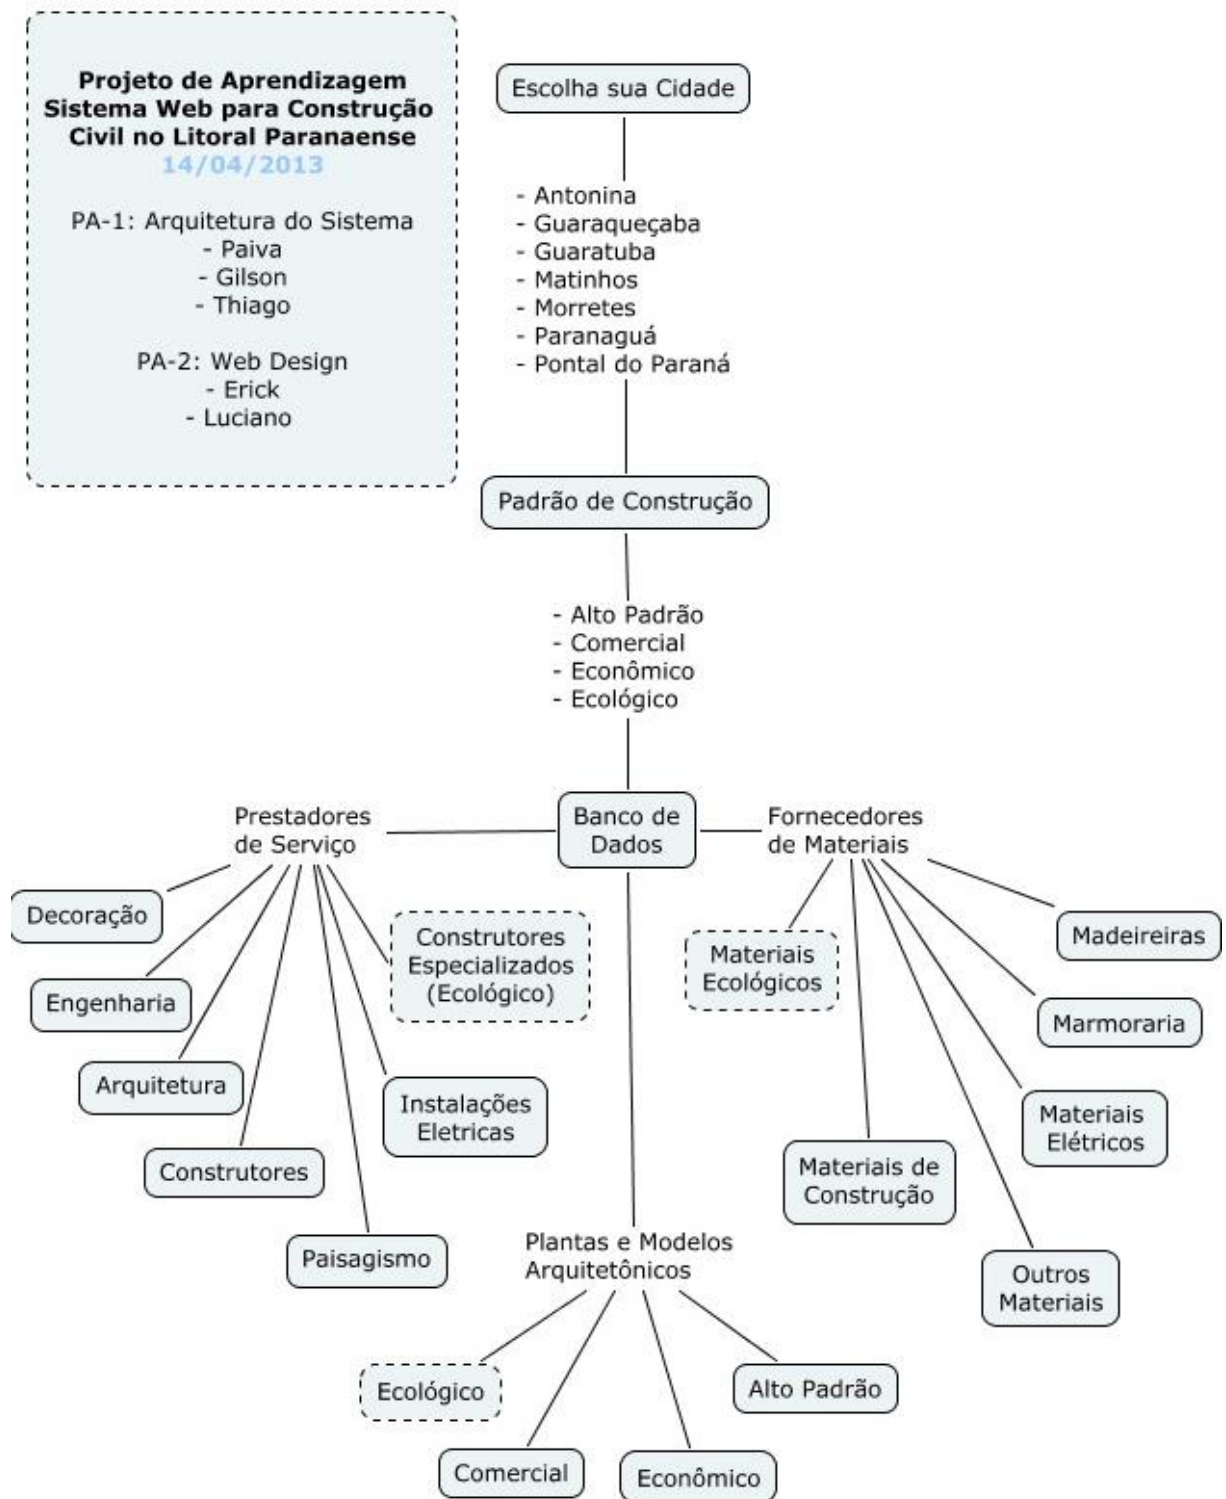 Projeto de Aprendizagem
Sistema Web para Construção
Civil no Litoral Paranaense
14/04/2013
PA-1: Arquitetura do Sistema
- Paiva
- Gilson
- Thiago
PA-2: Web Design
- Erick
- Luciano
Escolha sua Cidade
- Antonina
- Guaraqueçaba
- Guaratuba
- Matinhos
- Morretes
- Paranaguá
- Pontal do Paraná
Padrão de Construção
- Alto Padrão
- Comercial
- Econômico
- Ecológico
Banco de
Dados
Prestadores
de Serviço
Decoração
Engenharia
Arquitetura
Construtores
Paisagismo
Instalações
Eletricas
Construtores
Especializados
(Ecológico)
Fornecedores
de Materiais
Materiais
Ecológicos
Materiais de
Construção
Outros
Materiais
Materiais
Elétricos
Marmoraria
Madeireiras
Plantas e Modelos
Arquitetônicos
Ecológico
Comercial
Econômico
Alto Padrão